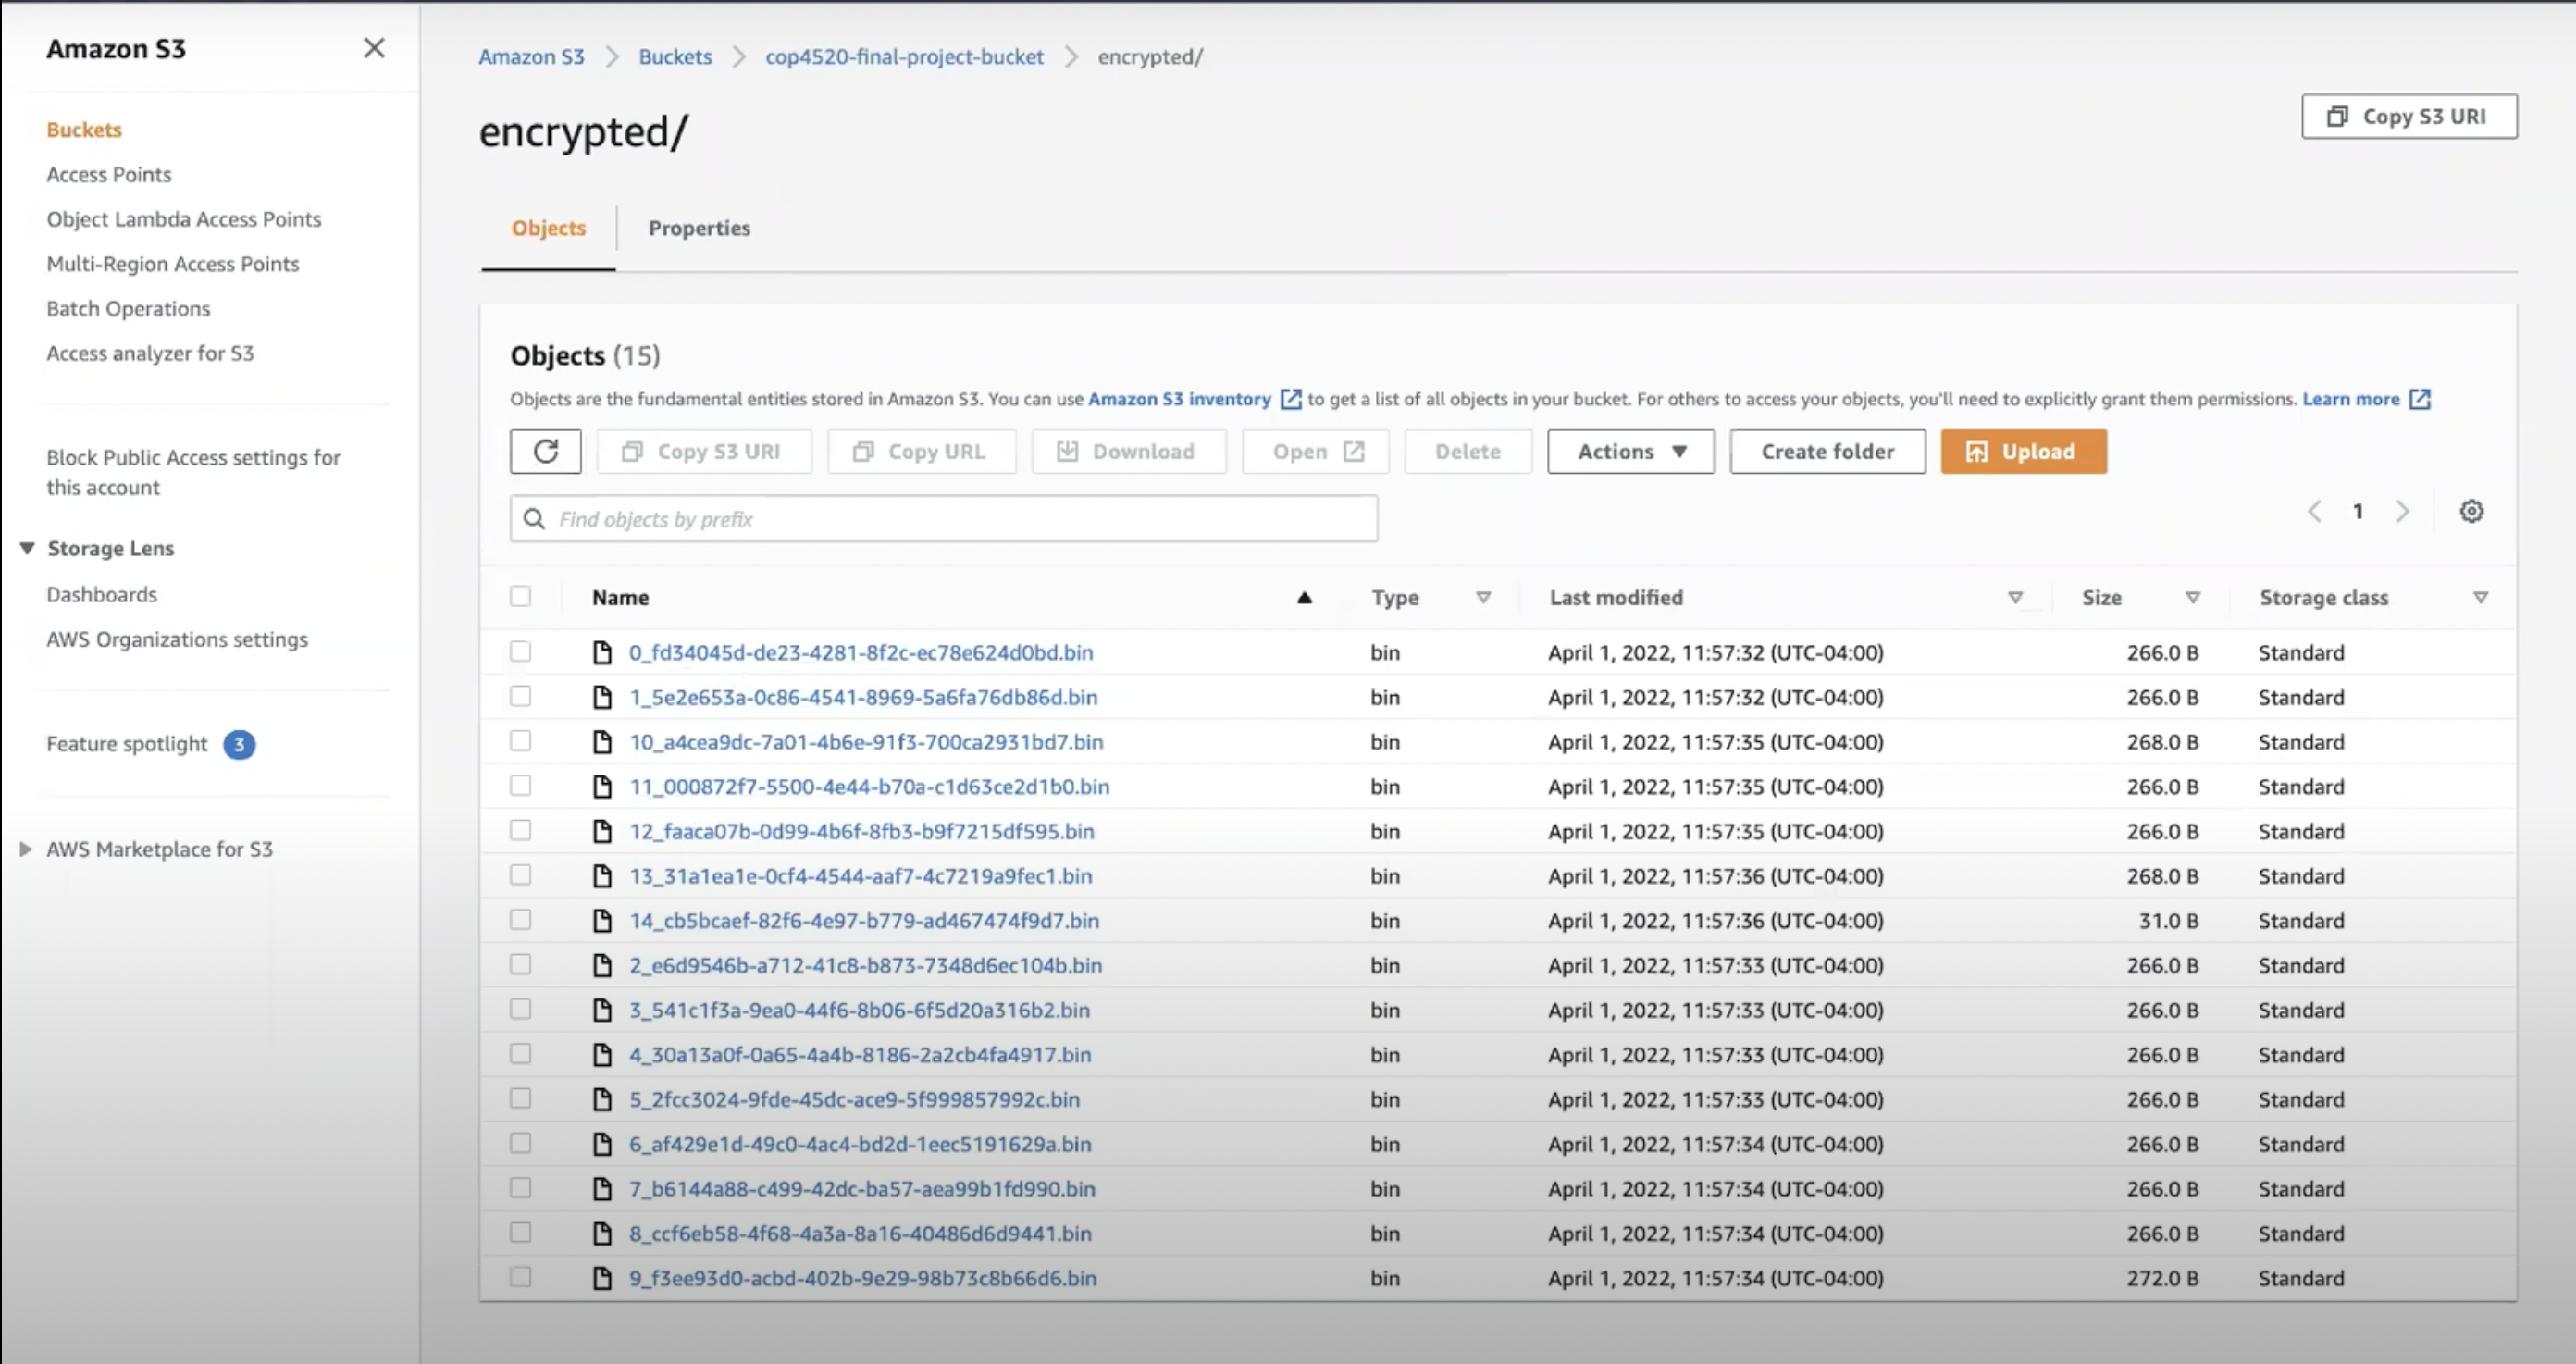 Amazon S3
Buckets
Access Points
Object Lambda Access Points
Multi-Region Access Points
Batch Operations
Access analyzer for S3
Block Public Access settings for
this account
Storage Lens
Dashboards
AWS Organizations settings
Feature spotlight 3
AWS Marketplace for S3
Amazon S3 Buckets cop4520-final-project-bucket encrypted/
encrypted/
Copy S3 URI
Objects Properties
Objects (15)
Objects are the fundamental entities stored in Amazon S3. You can use Amazon S3 inventory to get a list of all objects in your bucket. For others to access your objects, you'll need to explicitly grant them permissions. Learn more
Copy S3 URI Copy URL Download Open Delete Actions Create folder Upload
Find objects by prefix
1
Name Type Last modified Size Storage class
0_fd34045d-de23-4281-8f2c-ec78e624d0bd.bin bin April 1, 2022, 11:57:32 (UTC-04:00) 266.0 B Standard
1_5e2e653a-0c86-4541-8969-5a6fa76db86d.bin bin April 1, 2022, 11:57:32 (UTC-04:00) 266.0 B Standard
10_a4cea9dc-7a01-4b6e-91f3-700ca2931bd7.bin bin April 1, 2022, 11:57:35 (UTC-04:00) 268.0 B Standard
11_000872f7-5500-4e44-b70a-c1d63ce2d1b0.bin bin April 1, 2022, 11:57:35 (UTC-04:00) 266.0 B Standard
12_faaca07b-0d99-4b6f-8fb3-b9f7215df595.bin bin April 1, 2022, 11:57:35 (UTC-04:00) 266.0 B Standard
13_31a1ea1e-0cf4-4544-aaf7-4c7219a9fec1.bin bin April 1, 2022, 11:57:36 (UTC-04:00) 268.0 B Standard
14_cb5bcaef-82f6-4e97-b779-ad467474f9d7.bin bin April 1, 2022, 11:57:36 (UTC-04:00) 31.0 B Standard
2_e6d9546b-a712-41c8-b873-7348d6ec104b.bin bin April 1, 2022, 11:57:33 (UTC-04:00) 266.0 B Standard
3_541c1f3a-9ea0-44f6-8b06-6f5d20a316b2.bin bin April 1, 2022, 11:57:33 (UTC-04:00) 266.0 B Standard
4_30a13a0f-0a65-4a4b-8186-2a2cb4fa4917.bin bin April 1, 2022, 11:57:33 (UTC-04:00) 266.0 B Standard
5_2fcc3024-9fde-45dc-ace9-5f999857992c.bin bin April 1, 2022, 11:57:33 (UTC-04:00) 266.0 B Standard
6_af429e1d-49c0-4ac4-bd2d-1eec5191629a.bin bin April 1, 2022, 11:57:34 (UTC-04:00) 266.0 B Standard
7_b6144a88-c499-42dc-ba57-aea99b1fd990.bin bin April 1, 2022, 11:57:34 (UTC-04:00) 266.0 B Standard
8_ccf6eb58-4f68-4a3a-8a16-40486d6d9441.bin bin April 1, 2022, 11:57:34 (UTC-04:00) 266.0 B Standard
9_f3ee93d0-acbd-402b-9e29-98b73c8b66d6.bin bin April 1, 2022, 11:57:34 (UTC-04:00) 272.0 B Standard